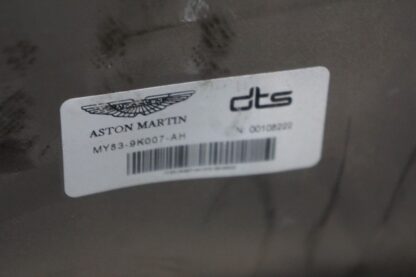 dts
ASTON MARTIN
MY53-9K007-AH
00108222